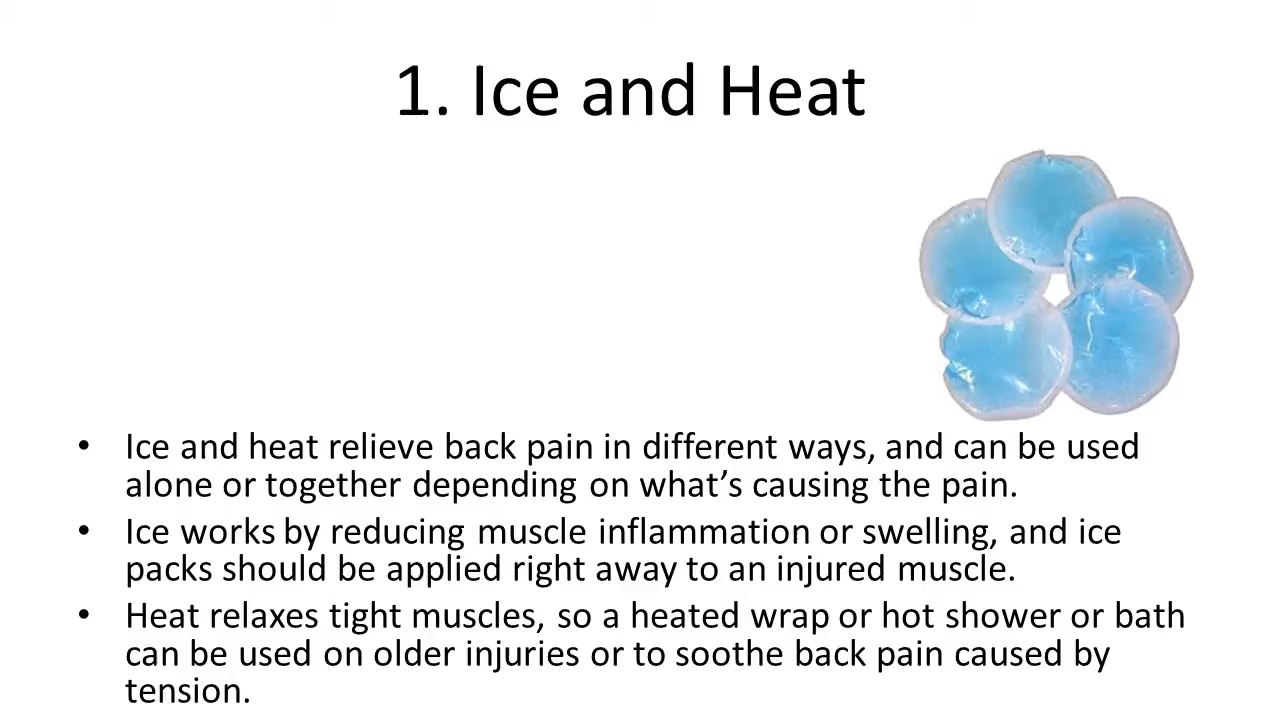 1. Ice and Heat
• Ice and heat relieve back pain in different ways, and can be used
alone or together depending on what’s causing the pain.
• Ice works by reducing muscle inflammation or swelling, and ice
packs should be applied right away to an injured muscle.
• Heat relaxes tight muscles, so a heated wrap or hot shower or bath
can be used on older injuries or to soothe back pain caused by
tension.